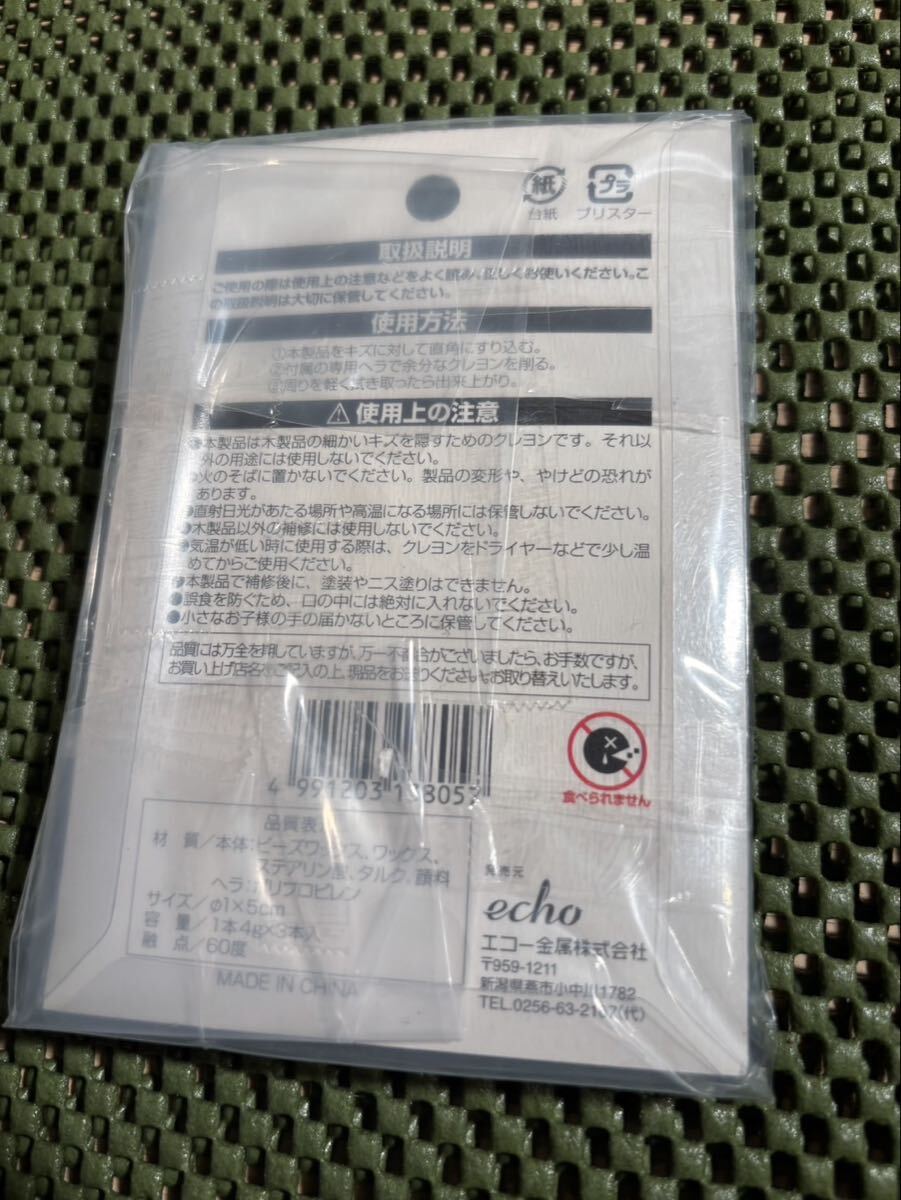 紙
プラ
台紙 ブリスター
取扱説明
ご使用の際は使用上の注意などをよく読み、正しくお使いください。こ
の取扱説明は大切に保管してください。
使用方法
①本製品をキズに対して直角にすり込む。
②付属の専用ヘラで余分なクレヨンを削る。
③周りを軽く拭き取ったら出来上がり。
⚠使用上の注意
●本製品は木製品の細かいキズを隠すためのクレヨンです。それ以
外の用途には使用しないでください。
●火のそばに置かないでください。製品の変形や、やけどの恐れが
あります。
●直射日光があたる場所や高温になる場所には保管しないでください。
●木製品以外の補修には使用しないでください。
●気温が低い時に使用する際は、クレヨンをドライヤーなどで少し温
めてからご使用ください。
●本製品で補修後に、塗装やニス塗りはできません。
●誤食を防ぐため、口の中には絶対に入れないでください。
●小さなお子様の手の届かないところに保管してください。
品質には万全を期していますが、万一不都合がございましたら、お手数ですが、
お買い上げ店名をご記入の上、現品をお送りください。お取り替えいたします。
4 991203
食べられません
品質表
材 質／本体:ビーズワックス、ワックス、
ステアリン酸、タルク、顔料
ヘラ:ポリプロピレン
サイズ／φ1×5cm
容 量／1本4g×3本入
融 点／60度
MADE IN CHINA
発売元
echo
エコー金属株式会社
〒959-1211
新潟県燕市小中川1782
TEL.0256-63-2187(代)